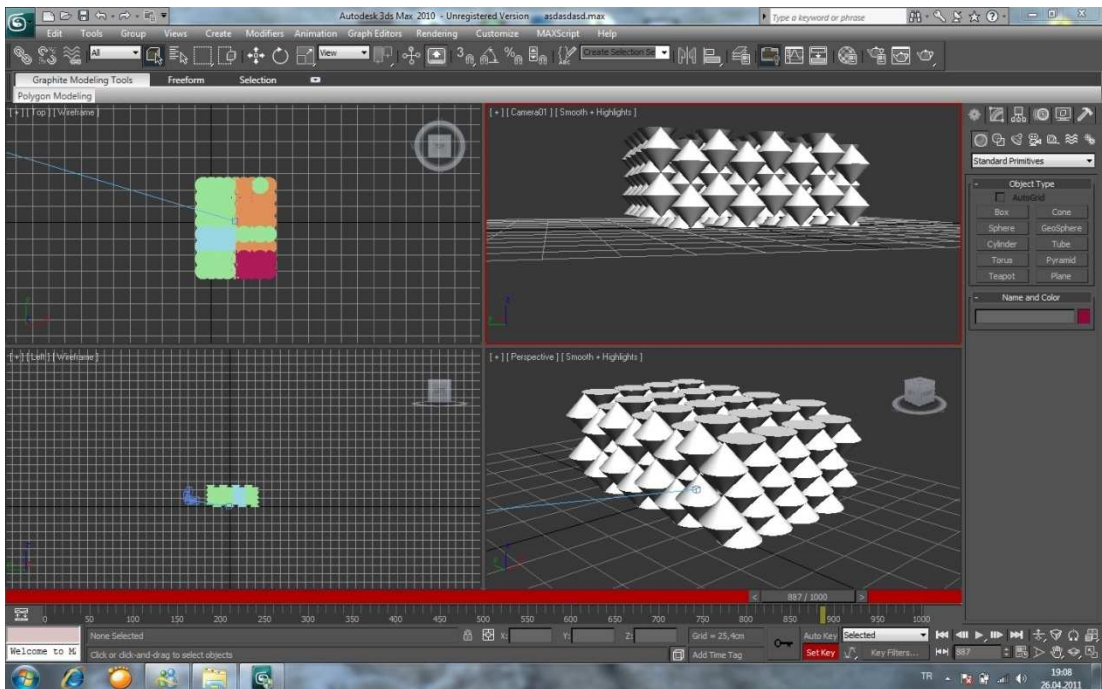 Autodesk 3ds Max 2010 - Unregistered Version asdasdasd.max
Type a keyword or phrase
Edit Tools Group Views Create Modifiers Animation Graph Editors Rendering Customize MAXScript Help
All
View
3
Create Selection Se
Graphite Modeling Tools Freeform Selection
Polygon Modeling
[ + ] [ Top ] [ Wireframe ]
[ + ] [ Camera01 ] [ Smooth + Highlights ]
Standard Primitives
- Object Type
AutoGrid
Box Cone
Sphere GeoSphere
Cylinder Tube
Torus Pyramid
Teapot Plane
- Name and Color
[ + ] [ Left ] [ Wireframe ]
[ + ] [ Perspective ] [ Smooth + Highlights ]
< 887 / 1000 >
0 50 100 150 200 250 300 350 400 450 500 550 600 650 700 750 800 850 900 950 1000
None Selected
X: Y: Z:
Grid = 25,4cm
Auto Key Selected
Welcome to M
Click or click-and-drag to select objects
Add Time Tag
Set Key Key Filters...
887
TR
19:08
26.04.2011